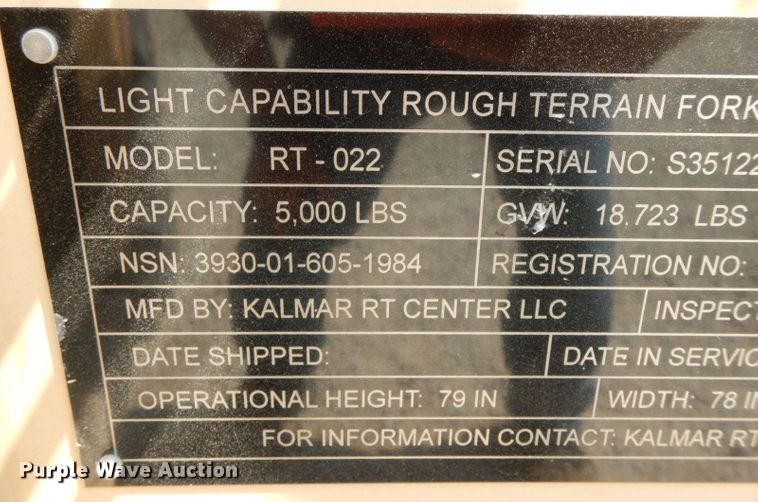 LIGHT CAPABILITY ROUGH TERRAIN FORK
MODEL: RT - 022 SERIAL NO: S35122
CAPACITY: 5,000 LBS GVW: 18,723 LBS
NSN: 3930-01-605-1984 REGISTRATION NO:
MFD BY: KALMAR RT CENTER LLC INSPECT
DATE SHIPPED: DATE IN SERVIC
OPERATIONAL HEIGHT: 79 IN WIDTH: 78 IN
FOR INFORMATION CONTACT: KALMAR RT
Purple Wave Auction